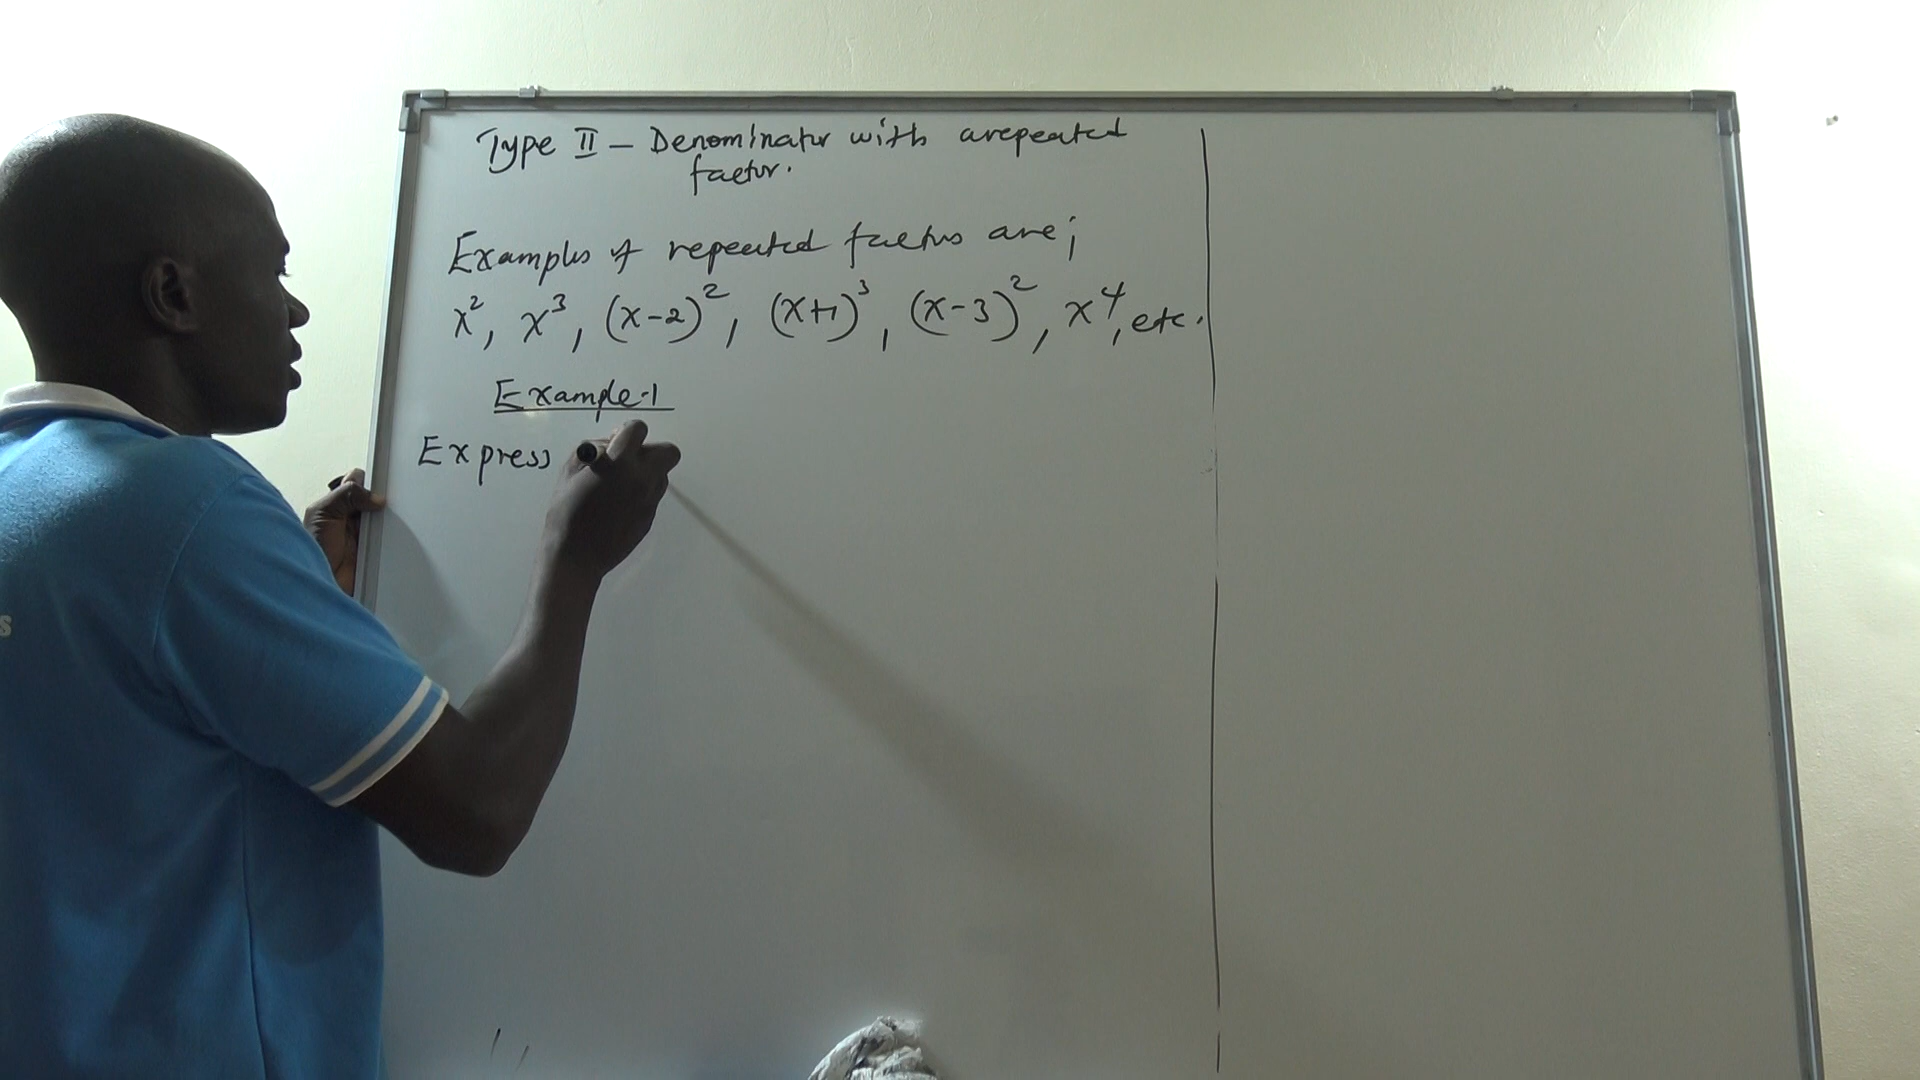 Type II – Denominator with a repeated
factor.
Examples of repeated factors are;
x², x³, (x-2)², (x+1)³, (x-3)², x⁴, etc.
Example-1
Express